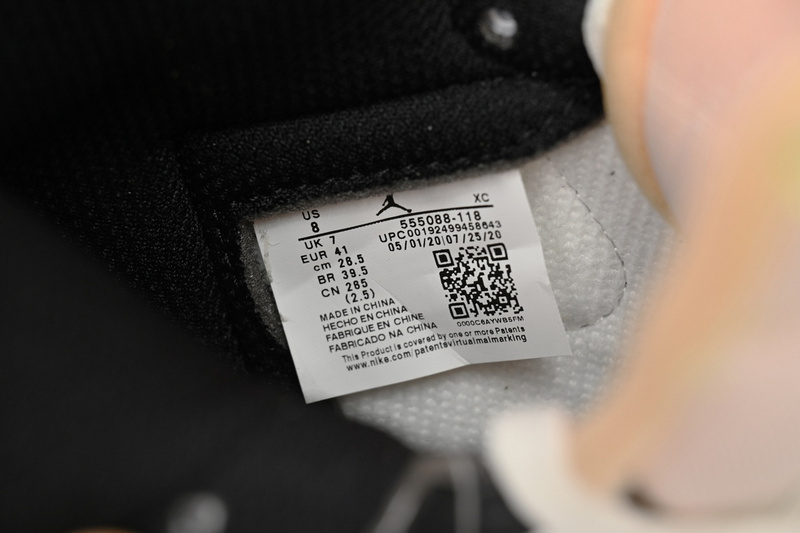 US
8
UK 7
EUR 41
cm 26.5
BR 39.5
CN 265
(2.5)
MADE IN CHINA
HECHO EN CHINA
FABRIQUE EN CHINE
FABRICADO NA CHINA
XC
555088-118
UPC00192499458643
05/01/20|07/25/20
0000C8AYWB5FM
This Product is covered by one or more Patents
www.nike.com/patentevirtualmalmarking